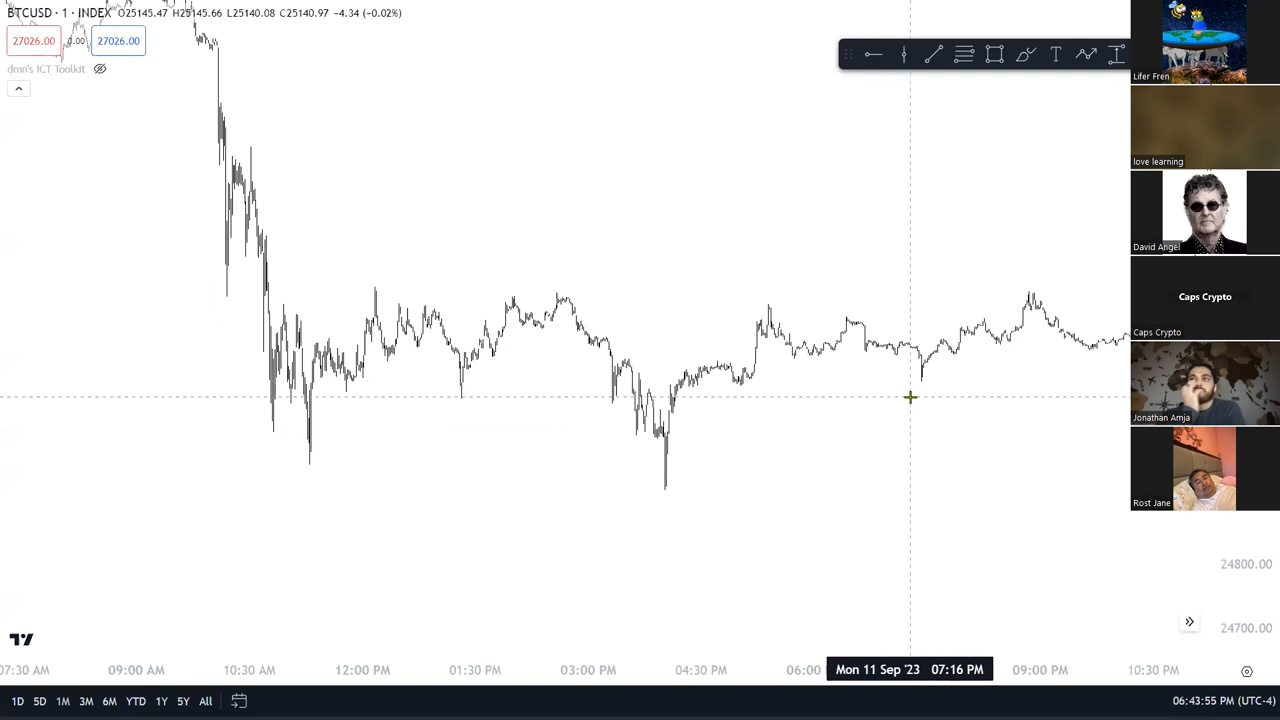 BTCUSD · 1 · INDEX O25145.47 H25145.66 L25140.08 C25140.97 −4.34 (−0.02%)
27026.00 1.00 27026.00
dmn's ICT Toolkit
T
Lifer Fren
love learning
David Angel
Caps Crypto
Caps Crypto
Jonathan Amja
Rost Jane
24800.00
24700.00
07:30 AM 09:00 AM 10:30 AM 12:00 PM 01:30 PM 03:00 PM 04:30 PM 06:00 Mon 11 Sep '23 07:16 PM 09:00 PM 10:30 PM
1D 5D 1M 3M 6M YTD 1Y 5Y All 06:43:55 PM (UTC-4)